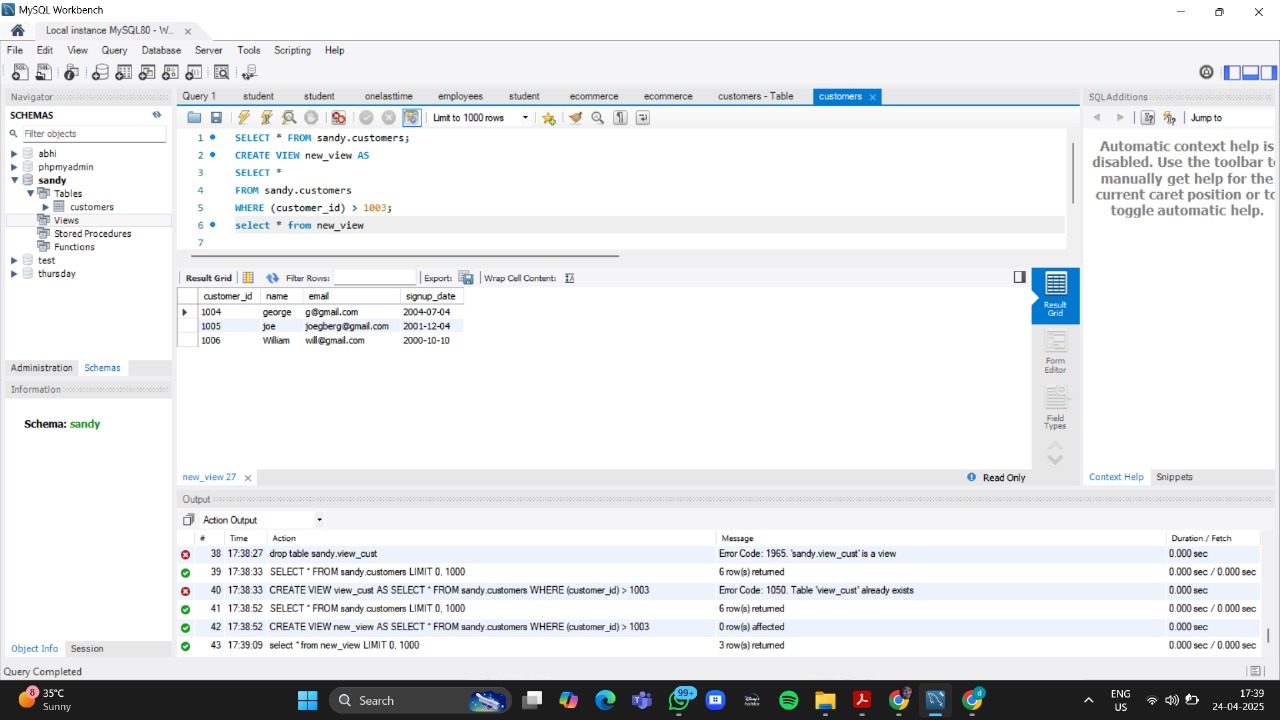 MySQL Workbench
Local instance MySQL80 - W...
File Edit View Query Database Server Tools Scripting Help
Navigator
SCHEMAS
Filter objects
abhi
phpmyadmin
sandy
Tables
customers
Views
Stored Procedures
Functions
test
thursday
Administration Schemas
Information
Schema: sandy
Object Info Session
Query Completed
Query 1 student student onelasttime employees student ecommerce ecommerce customers - Table customers
Limit to 1000 rows
1 SELECT * FROM sandy.customers;
2 CREATE VIEW new_view AS
3 SELECT *
4 FROM sandy.customers
5 WHERE (customer_id) > 1003;
6 select * from new_view
7
Result Grid Filter Rows: Export: Wrap Cell Content:
customer_id name email signup_date
1004 george g@gmail.com 2004-07-04
1005 joe joegberg@gmail.com 2001-12-04
1006 William will@gmail.com 2000-10-10
Result
Grid
Form
Editor
Field
Types
new_view 27
Read Only
SQLAdditions
Jump to
Automatic context help is
disabled. Use the toolbar t
manually get help for the
current caret position or to
toggle automatic help.
Context Help Snippets
Output
Action Output
# Time Action Message Duration / Fetch
38 17:38:27 drop table sandy.view_cust Error Code: 1965. 'sandy.view_cust' is a view 0.000 sec
39 17:38:33 SELECT * FROM sandy.customers LIMIT 0, 1000 6 row(s) returned 0.000 sec / 0.000 sec
40 17:38:33 CREATE VIEW view_cust AS SELECT * FROM sandy.customers WHERE (customer_id) > 1003 Error Code: 1050. Table 'view_cust' already exists 0.000 sec
41 17:38:52 SELECT * FROM sandy.customers LIMIT 0, 1000 6 row(s) returned 0.000 sec / 0.000 sec
42 17:38:52 CREATE VIEW new_view AS SELECT * FROM sandy.customers WHERE (customer_id) > 1003 0 row(s) affected 0.000 sec
43 17:39:09 select * from new_view LIMIT 0, 1000 3 row(s) returned 0.000 sec / 0.000 sec
8
35°C
Sunny
Search
99+
ENG
US
17:39
24-04-2025